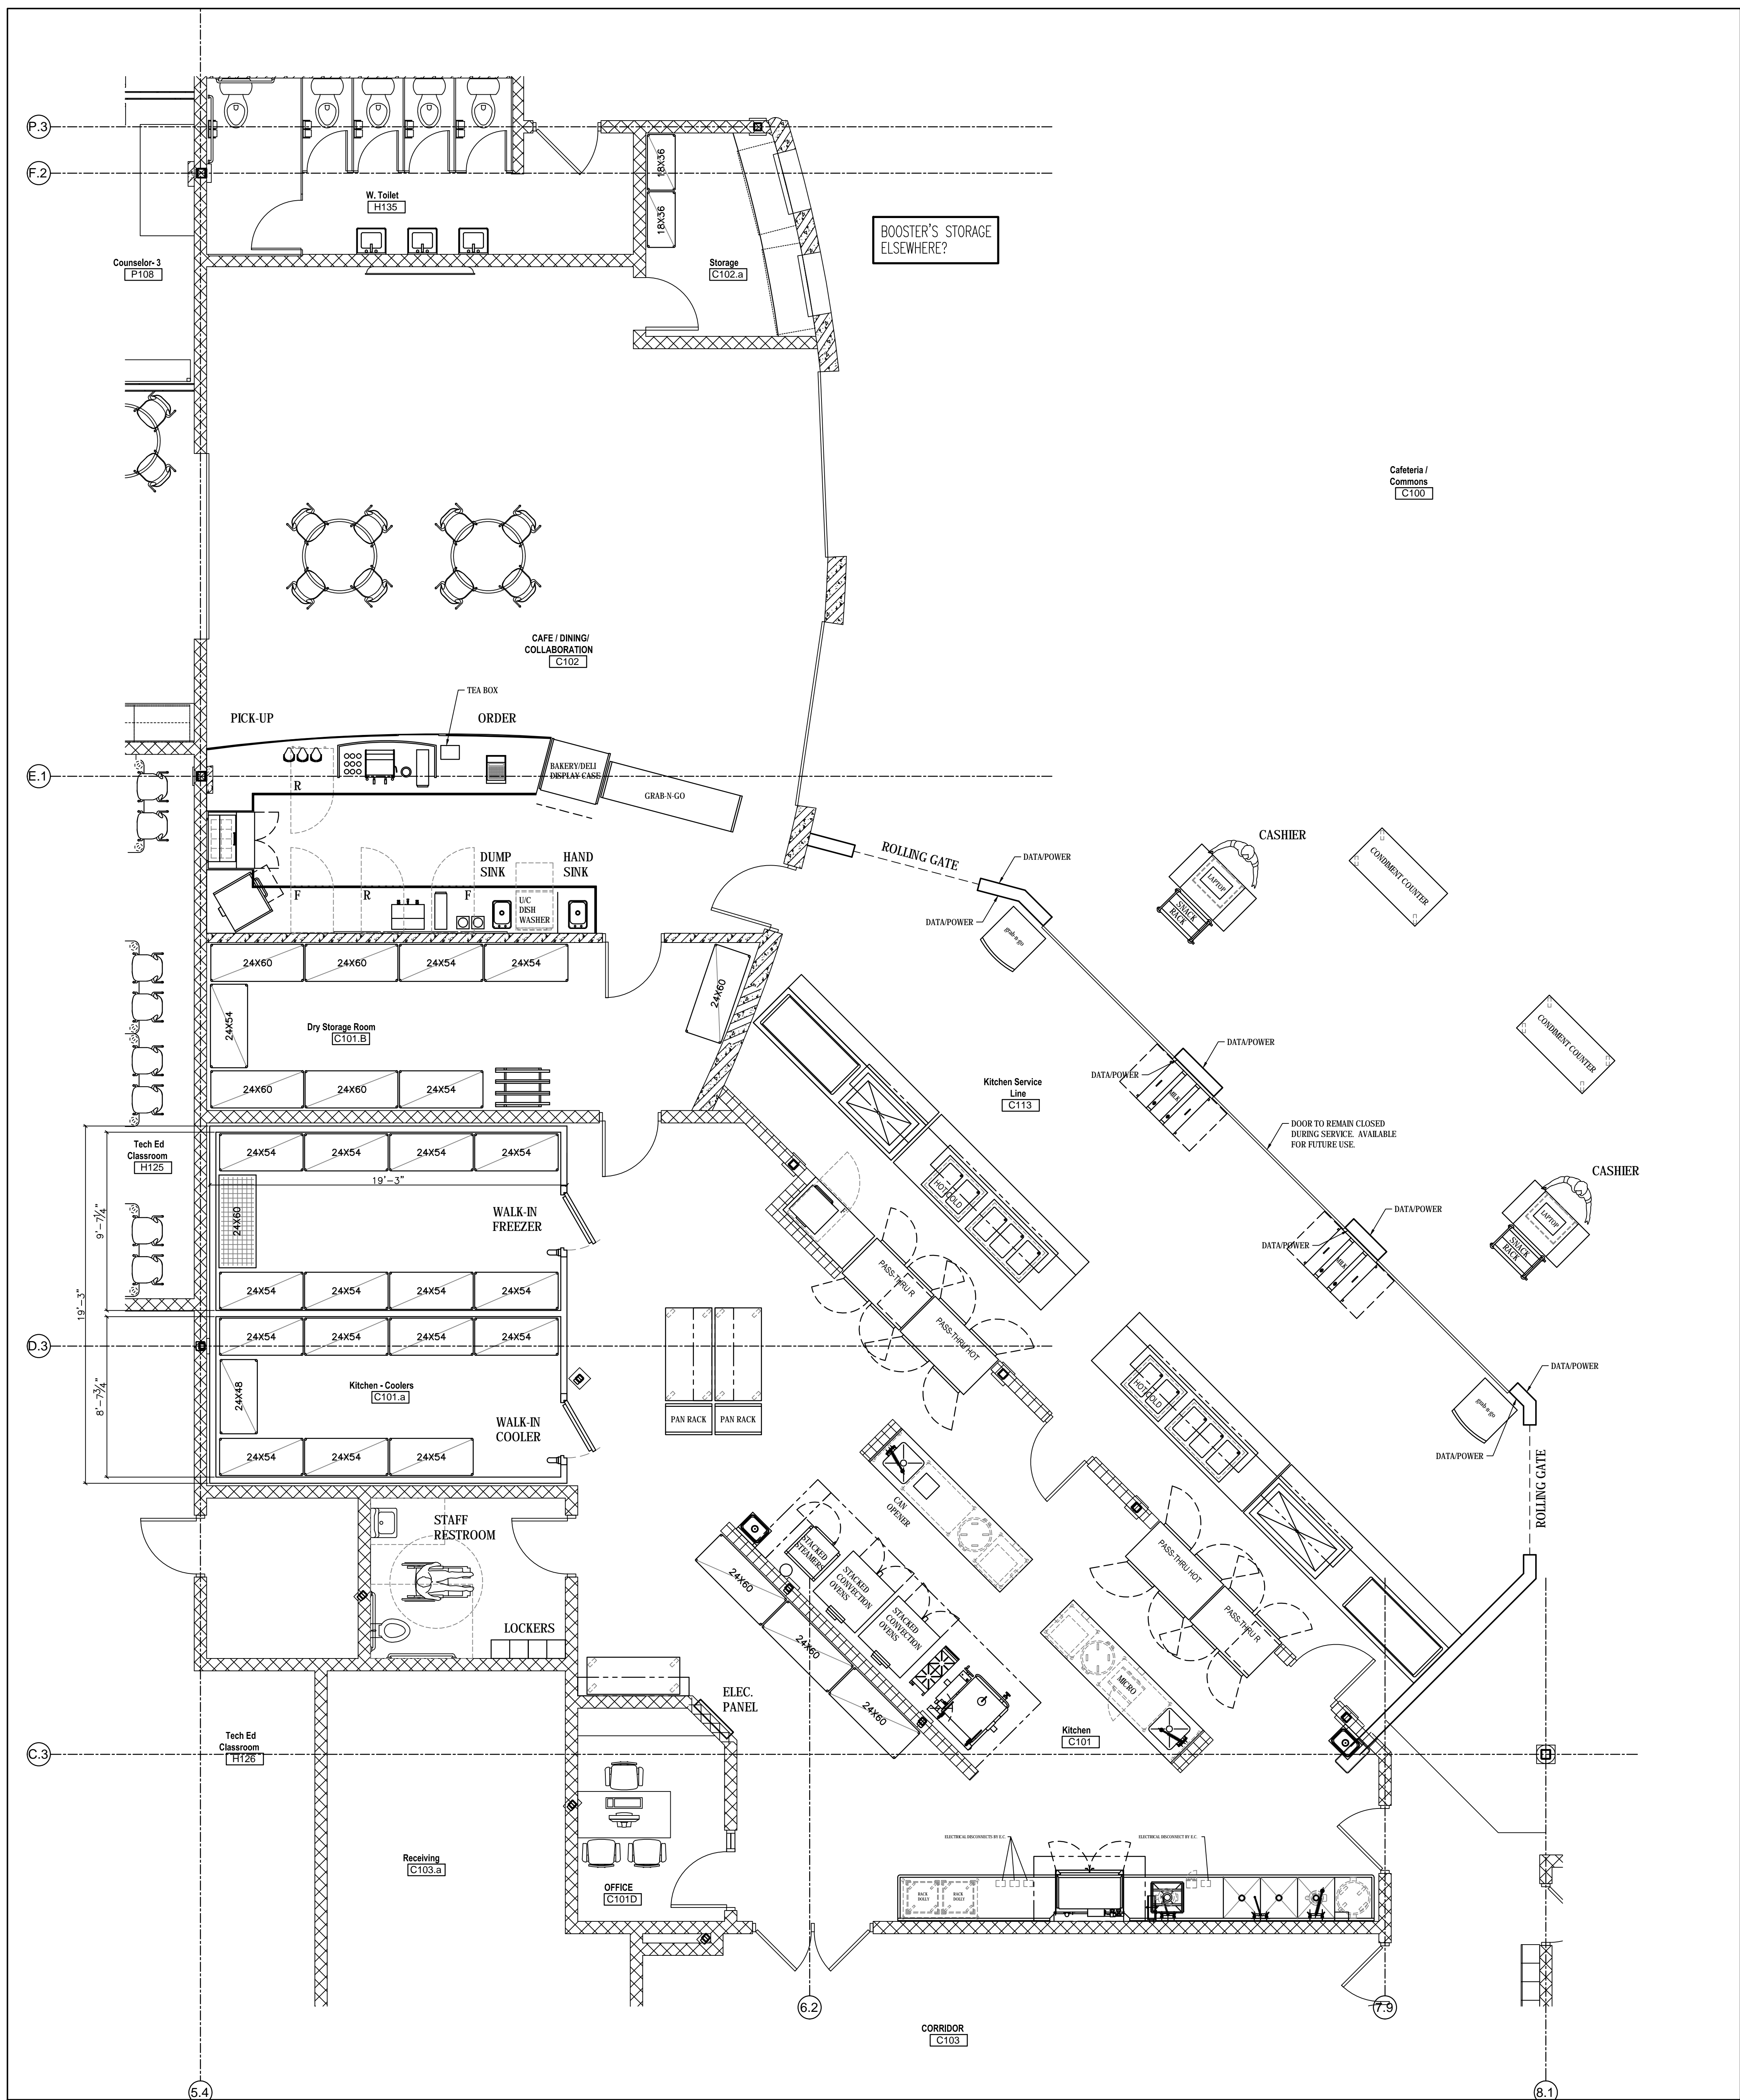 P.3
F.2
18X36
18X36
W. Toilet
H135
BOOSTER'S STORAGE
ELSEWHERE?
Counselor- 3
P108
Storage
C102.a
Cafeteria /
Commons
C100
CAFE / DINING/
COLLABORATION
C102
TEA BOX
PICK-UP
ORDER
E.1
BAKERY/DELI
DISPLAY CASE
GRAB-N-GO
R
DUMP
SINK
HAND
SINK
F
R
F
U/C
DISH
WASHER
ROLLING GATE
DATA/POWER
DATA/POWER
grab-n-go
CASHIER
LAPTOP
SNACK
RACK
CONDIMENT COUNTER
24X60
24X60
24X54
24X54
24X60
24X54
Dry Storage Room
C101.B
24X60
24X60
24X54
CONDIMENT COUNTER
DATA/POWER
DATA/POWER
MILK
Kitchen Service
Line
C113
DOOR TO REMAIN CLOSED
DURING SERVICE. AVAILABLE
FOR FUTURE USE.
Tech Ed
Classroom
H125
24X54
24X54
24X54
24X54
19'-3"
24X60
WALK-IN
FREEZER
9'-7¼"
19'-3"
24X54
24X54
24X54
24X54
HOT/COLD
CASHIER
LAPTOP
SNACK
RACK
DATA/POWER
DATA/POWER
MILK
PASS-THRU R
PASS-THRU HOT
D.3
24X54
24X54
24X54
24X54
8'-7¾"
24X48
Kitchen - Coolers
C101.a
WALK-IN
COOLER
24X54
24X54
24X54
PAN RACK
PAN RACK
HOT/COLD
DATA/POWER
grab-n-go
DATA/POWER
ROLLING GATE
CAN
OPENER
STAFF
RESTROOM
STACKED
STEAMERS
STACKED
CONVECTION
OVENS
STACKED
CONVECTION
OVENS
24X60
24X60
24X60
PASS-THRU HOT
PASS-THRU R
LOCKERS
MICRO
ELEC.
PANEL
Kitchen
C101
C.3
Tech Ed
Classroom
H126
Receiving
C103.a
OFFICE
C101D
ELECTRICAL DISCONNECTS BY E.C.
ELECTRICAL DISCONNECT BY E.C.
RACK
DOLLY
RACK
DOLLY
6.2
7.9
CORRIDOR
C103
5.4
8.1